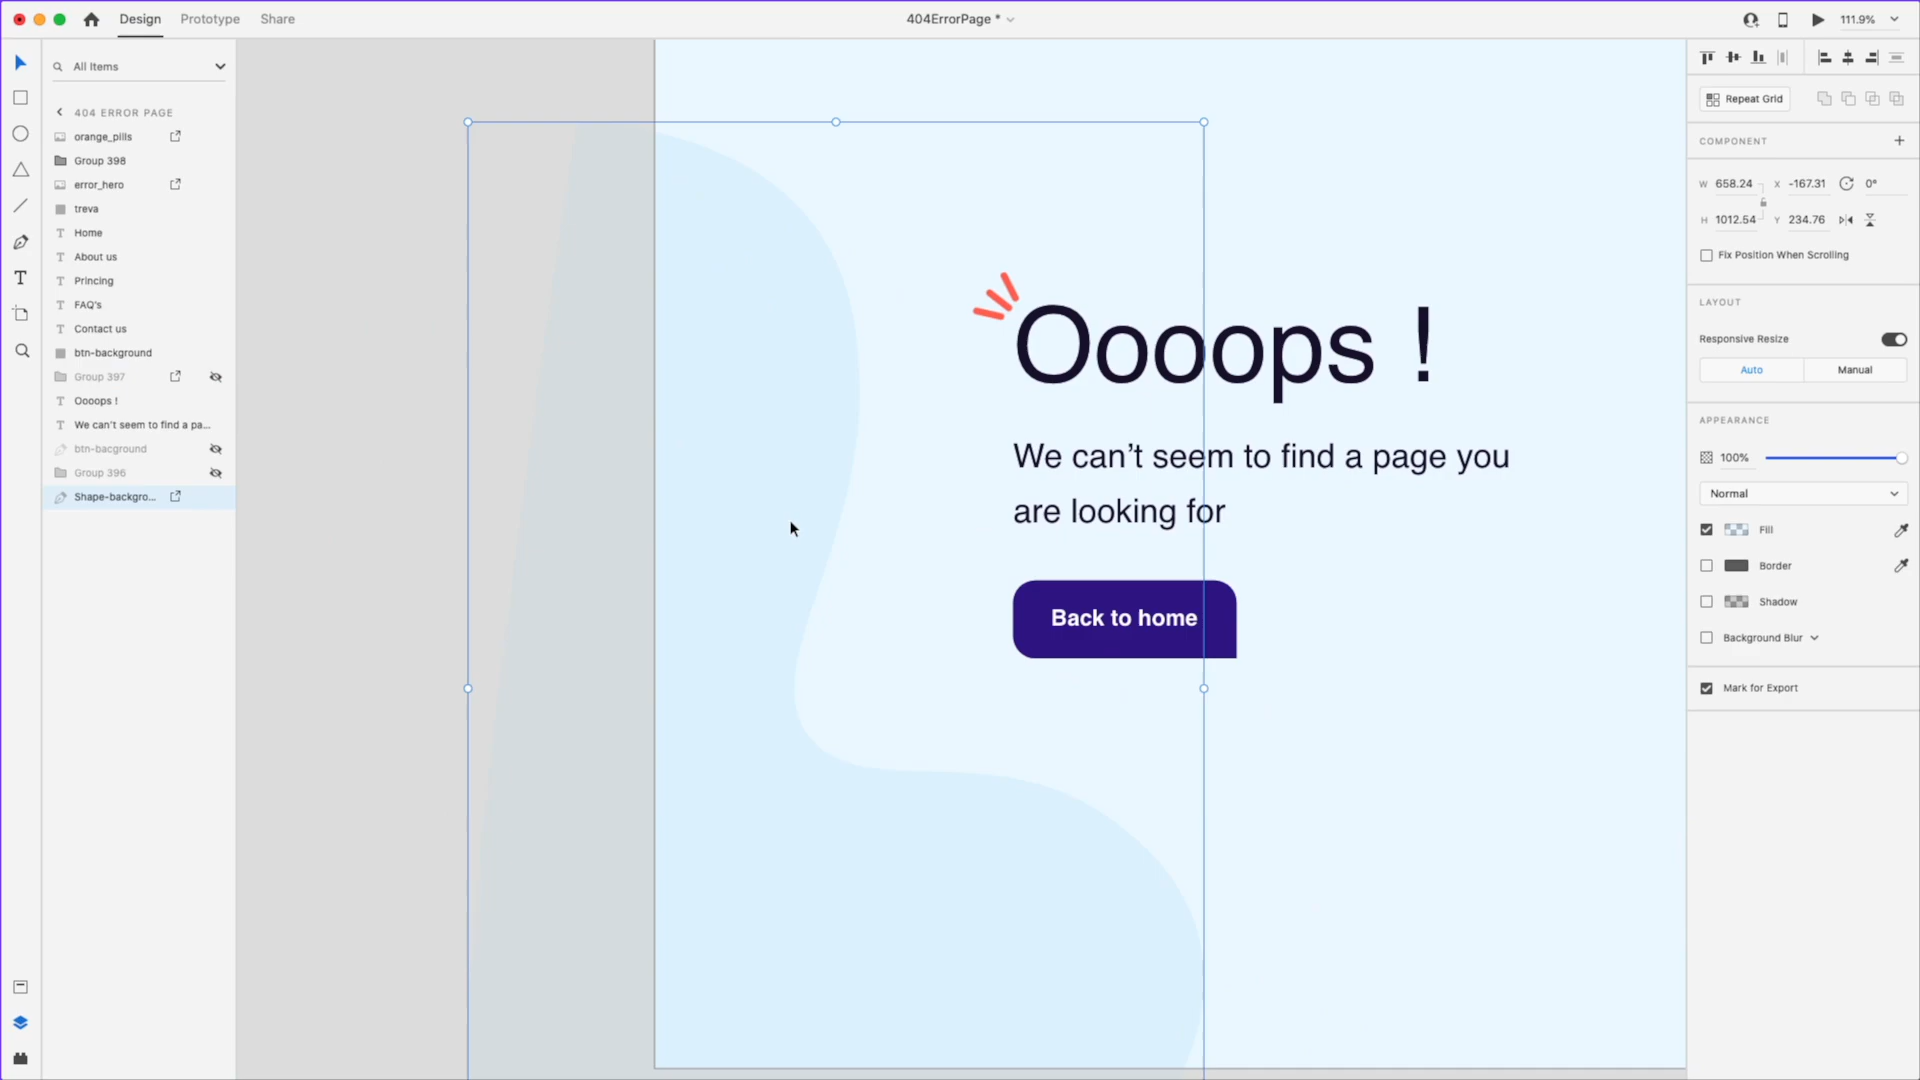 Design
Prototype
Share
404ErrorPage *
111.9%
All Items
404 ERROR PAGE
orange_pills
Group 398
error_hero
treva
Home
About us
Princing
FAQ's
Contact us
btn-background
Group 397
Oooops !
We can't seem to find a pa...
btn-bacground
Group 396
Shape-backgro...
Oooops !
We can’t seem to find a page you
are looking for
Back to home
Repeat Grid
COMPONENT
W 658.24 X -167.31 0°
H 1012.54 Y 234.76
Fix Position When Scrolling
LAYOUT
Responsive Resize
Auto Manual
APPEARANCE
100%
Normal
Fill
Border
Shadow
Background Blur
Mark for Export